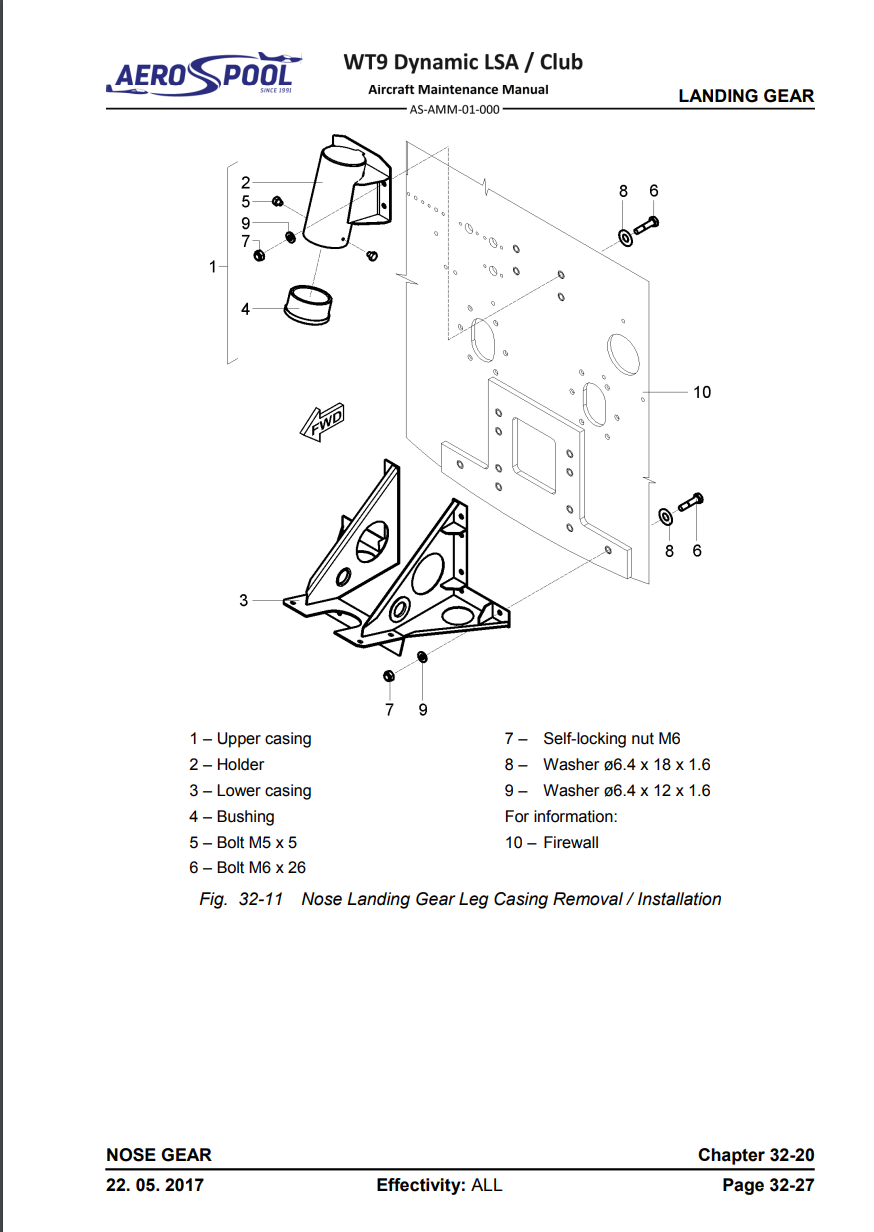 AEROSPOOL
SINCE 1991
WT9 Dynamic LSA / Club
Aircraft Maintenance Manual
AS-AMM-01-000
LANDING GEAR
2
5
9
7
1
4
8 6
10
FWD
8 6
3
7 9
1 – Upper casing
2 – Holder
3 – Lower casing
4 – Bushing
5 – Bolt M5 x 5
6 – Bolt M6 x 26
7 – Self-locking nut M6
8 – Washer ø6.4 x 18 x 1.6
9 – Washer ø6.4 x 12 x 1.6
For information:
10 – Firewall
Fig. 32-11 Nose Landing Gear Leg Casing Removal / Installation
NOSE GEAR Chapter 32-20
22. 05. 2017 Effectivity: ALL Page 32-27